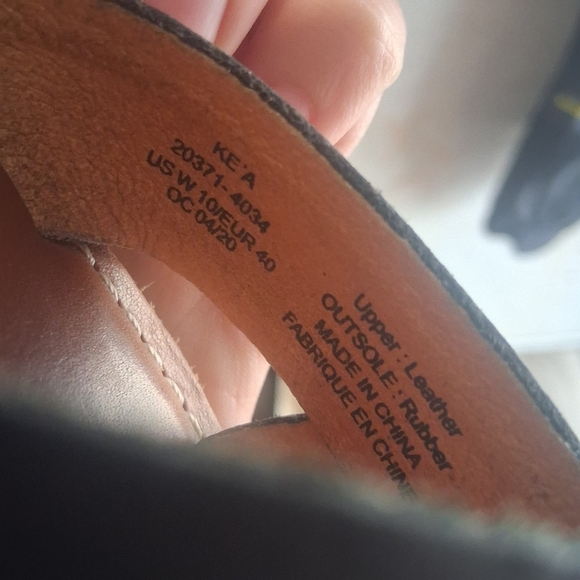 KE'A
20371-4034
US W 10/EUR 40
OC 04/20
Upper : Leather
OUTSOLE : Rubber
MADE IN CHINA
FABRIQUE EN CHINE